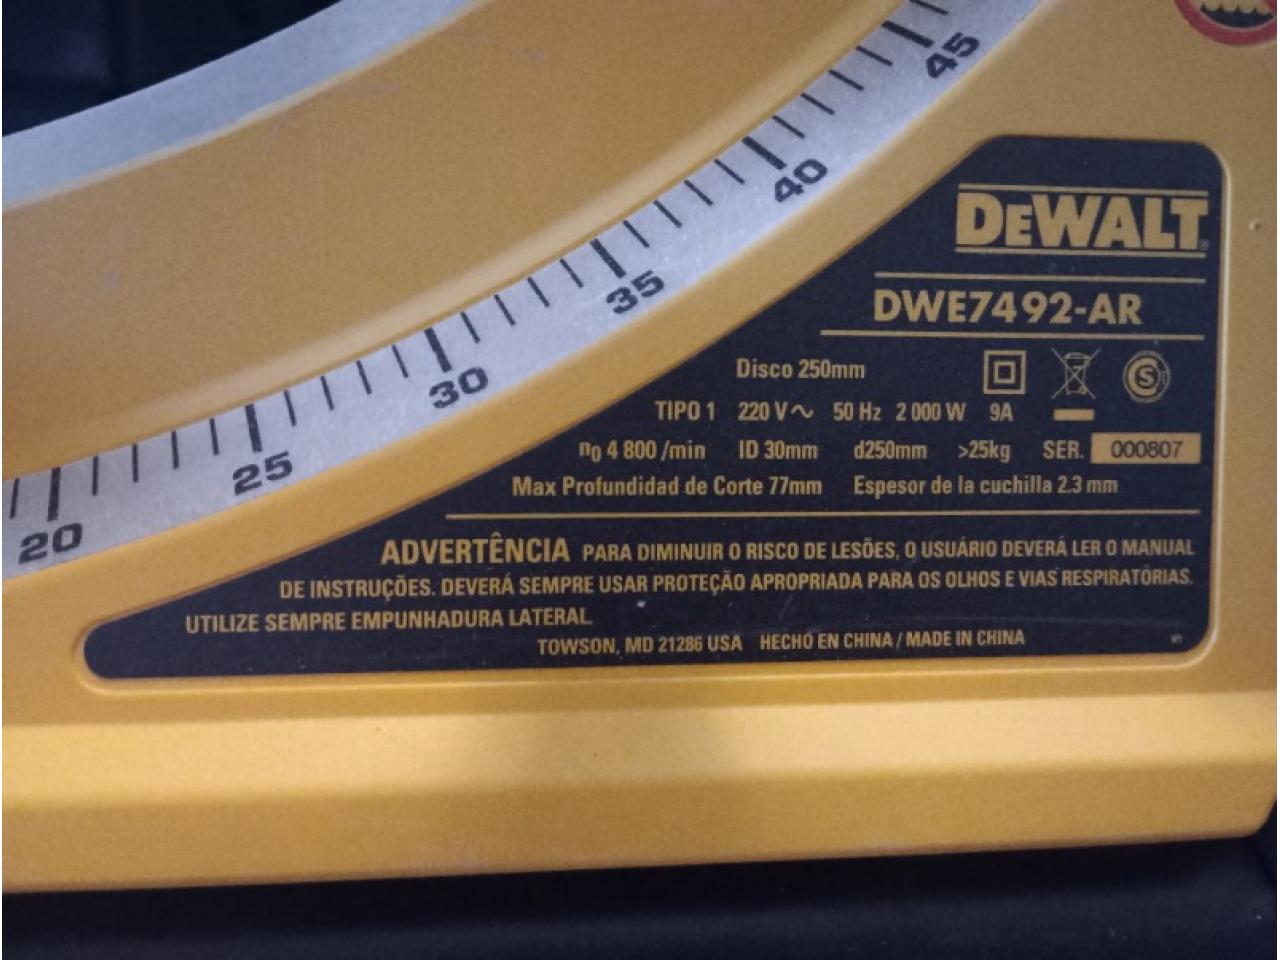 45
40
35
30
25
20
DEWALT
DWE7492-AR
Disco 250mm
TIPO 1 220 V~ 50 Hz 2 000 W 9A
n0 4 800 /min ID 30mm d250mm >25kg SER. 000807
Max Profundidad de Corte 77mm Espesor de la cuchilla 2.3 mm
ADVERTÊNCIA PARA DIMINUIR O RISCO DE LESÕES, O USUÁRIO DEVERÁ LER O MANUAL
DE INSTRUÇÕES. DEVERÁ SEMPRE USAR PROTEÇÃO APROPRIADA PARA OS OLHOS E VIAS RESPIRATÓRIAS.
UTILIZE SEMPRE EMPUNHADURA LATERAL.
TOWSON, MD 21286 USA HECHO EN CHINA / MADE IN CHINA